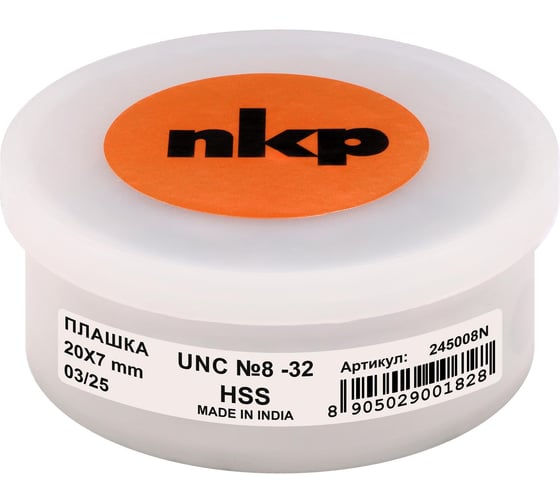 nkp
ПЛАШКА
20X7 mm
03/25
UNC №8 -32
HSS
MADE IN INDIA
Артикул: 245008N
8 905029 001828